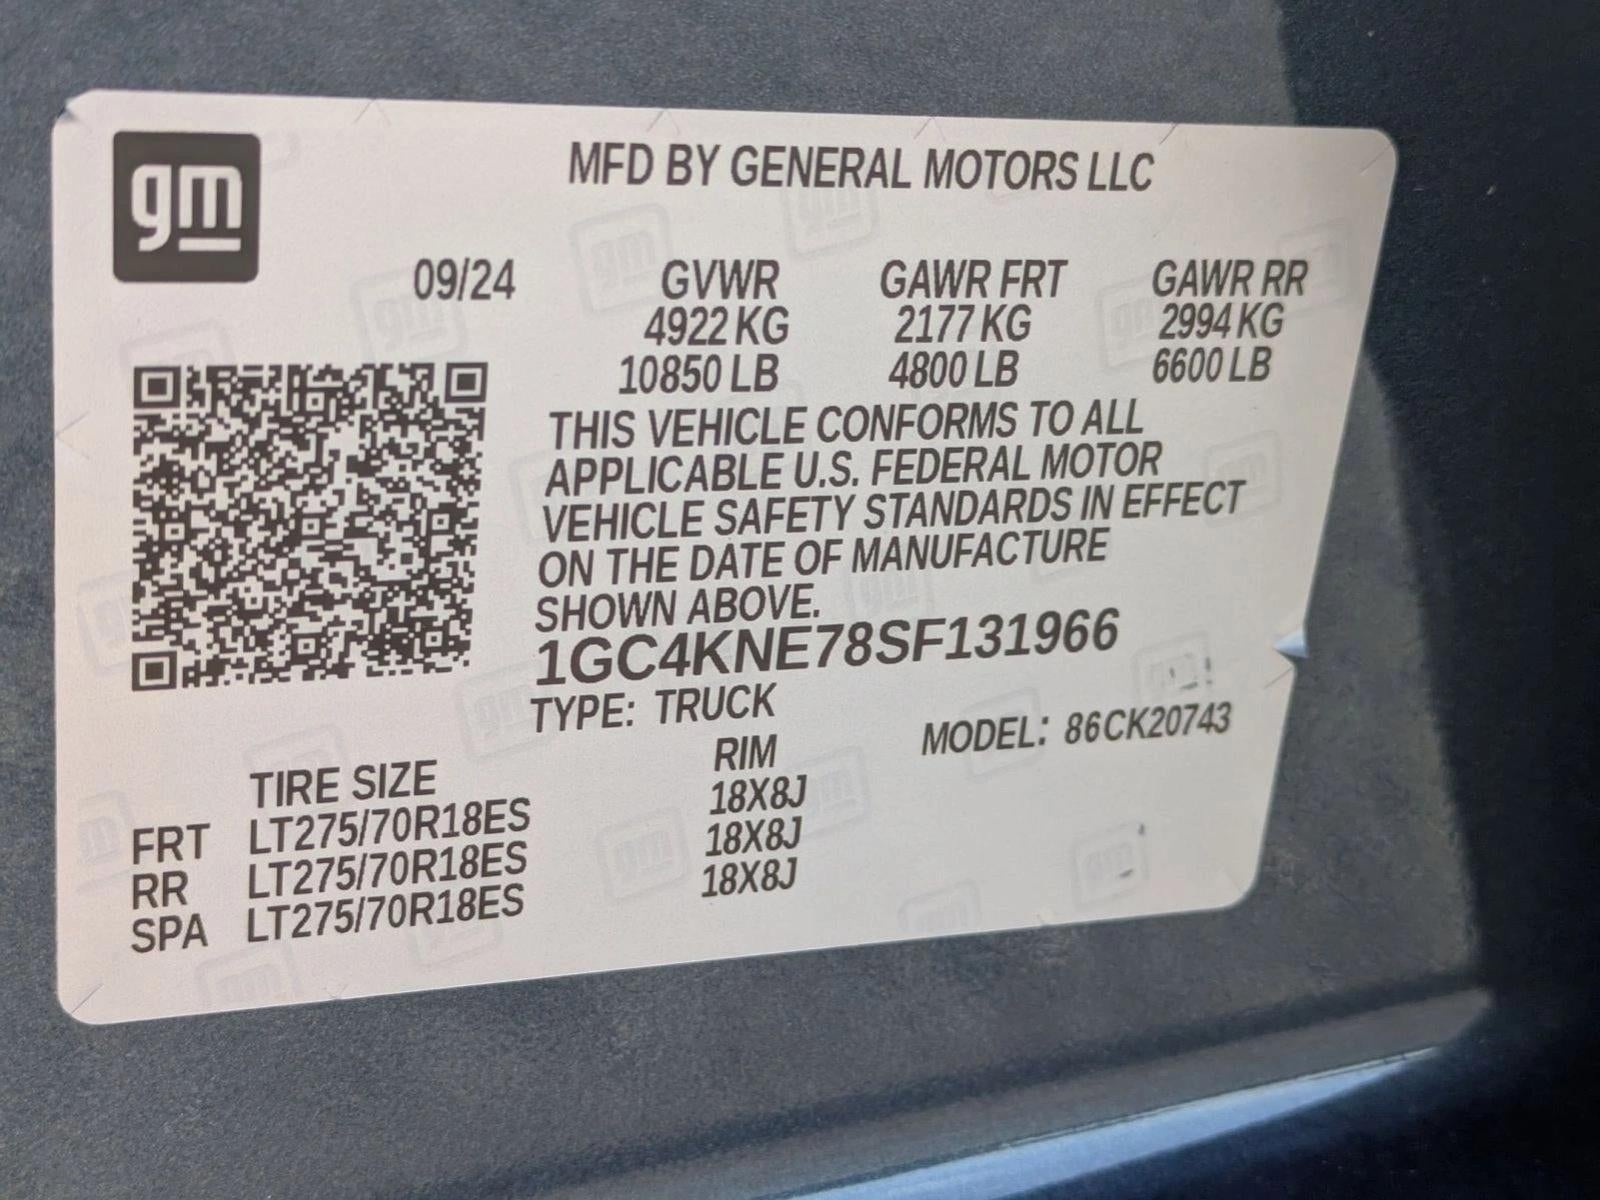 gm
MFD BY GENERAL MOTORS LLC
09/24 GVWR GAWR FRT GAWR RR
4922 KG 2177 KG 2994 KG
10850 LB 4800 LB 6600 LB
THIS VEHICLE CONFORMS TO ALL
APPLICABLE U.S. FEDERAL MOTOR
VEHICLE SAFETY STANDARDS IN EFFECT
ON THE DATE OF MANUFACTURE
SHOWN ABOVE.
1GC4KNE78SF131966
TYPE: TRUCK
MODEL: 86CK20743
TIRE SIZE RIM
FRT LT275/70R18ES 18X8J
RR LT275/70R18ES 18X8J
SPA LT275/70R18ES 18X8J